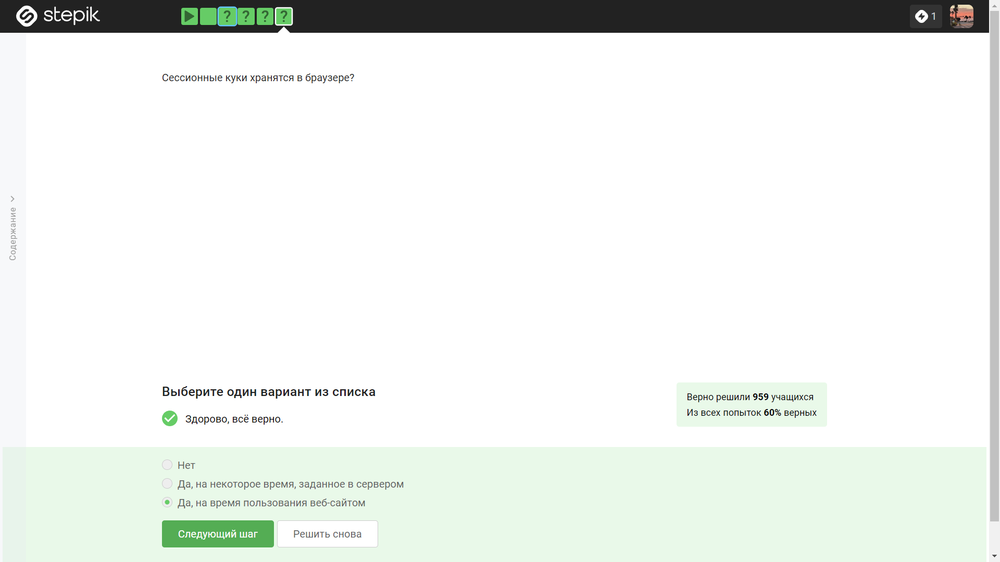 stepik
? ? ? ?
1
Содержание
Сессионные куки хранятся в браузере?
Выберите один вариант из списка
Здорово, всё верно.
Верно решили 959 учащихся
Из всех попыток 60% верных
Нет
Да, на некоторое время, заданное в сервером
Да, на время пользования веб-сайтом
Следующий шаг
Решить снова